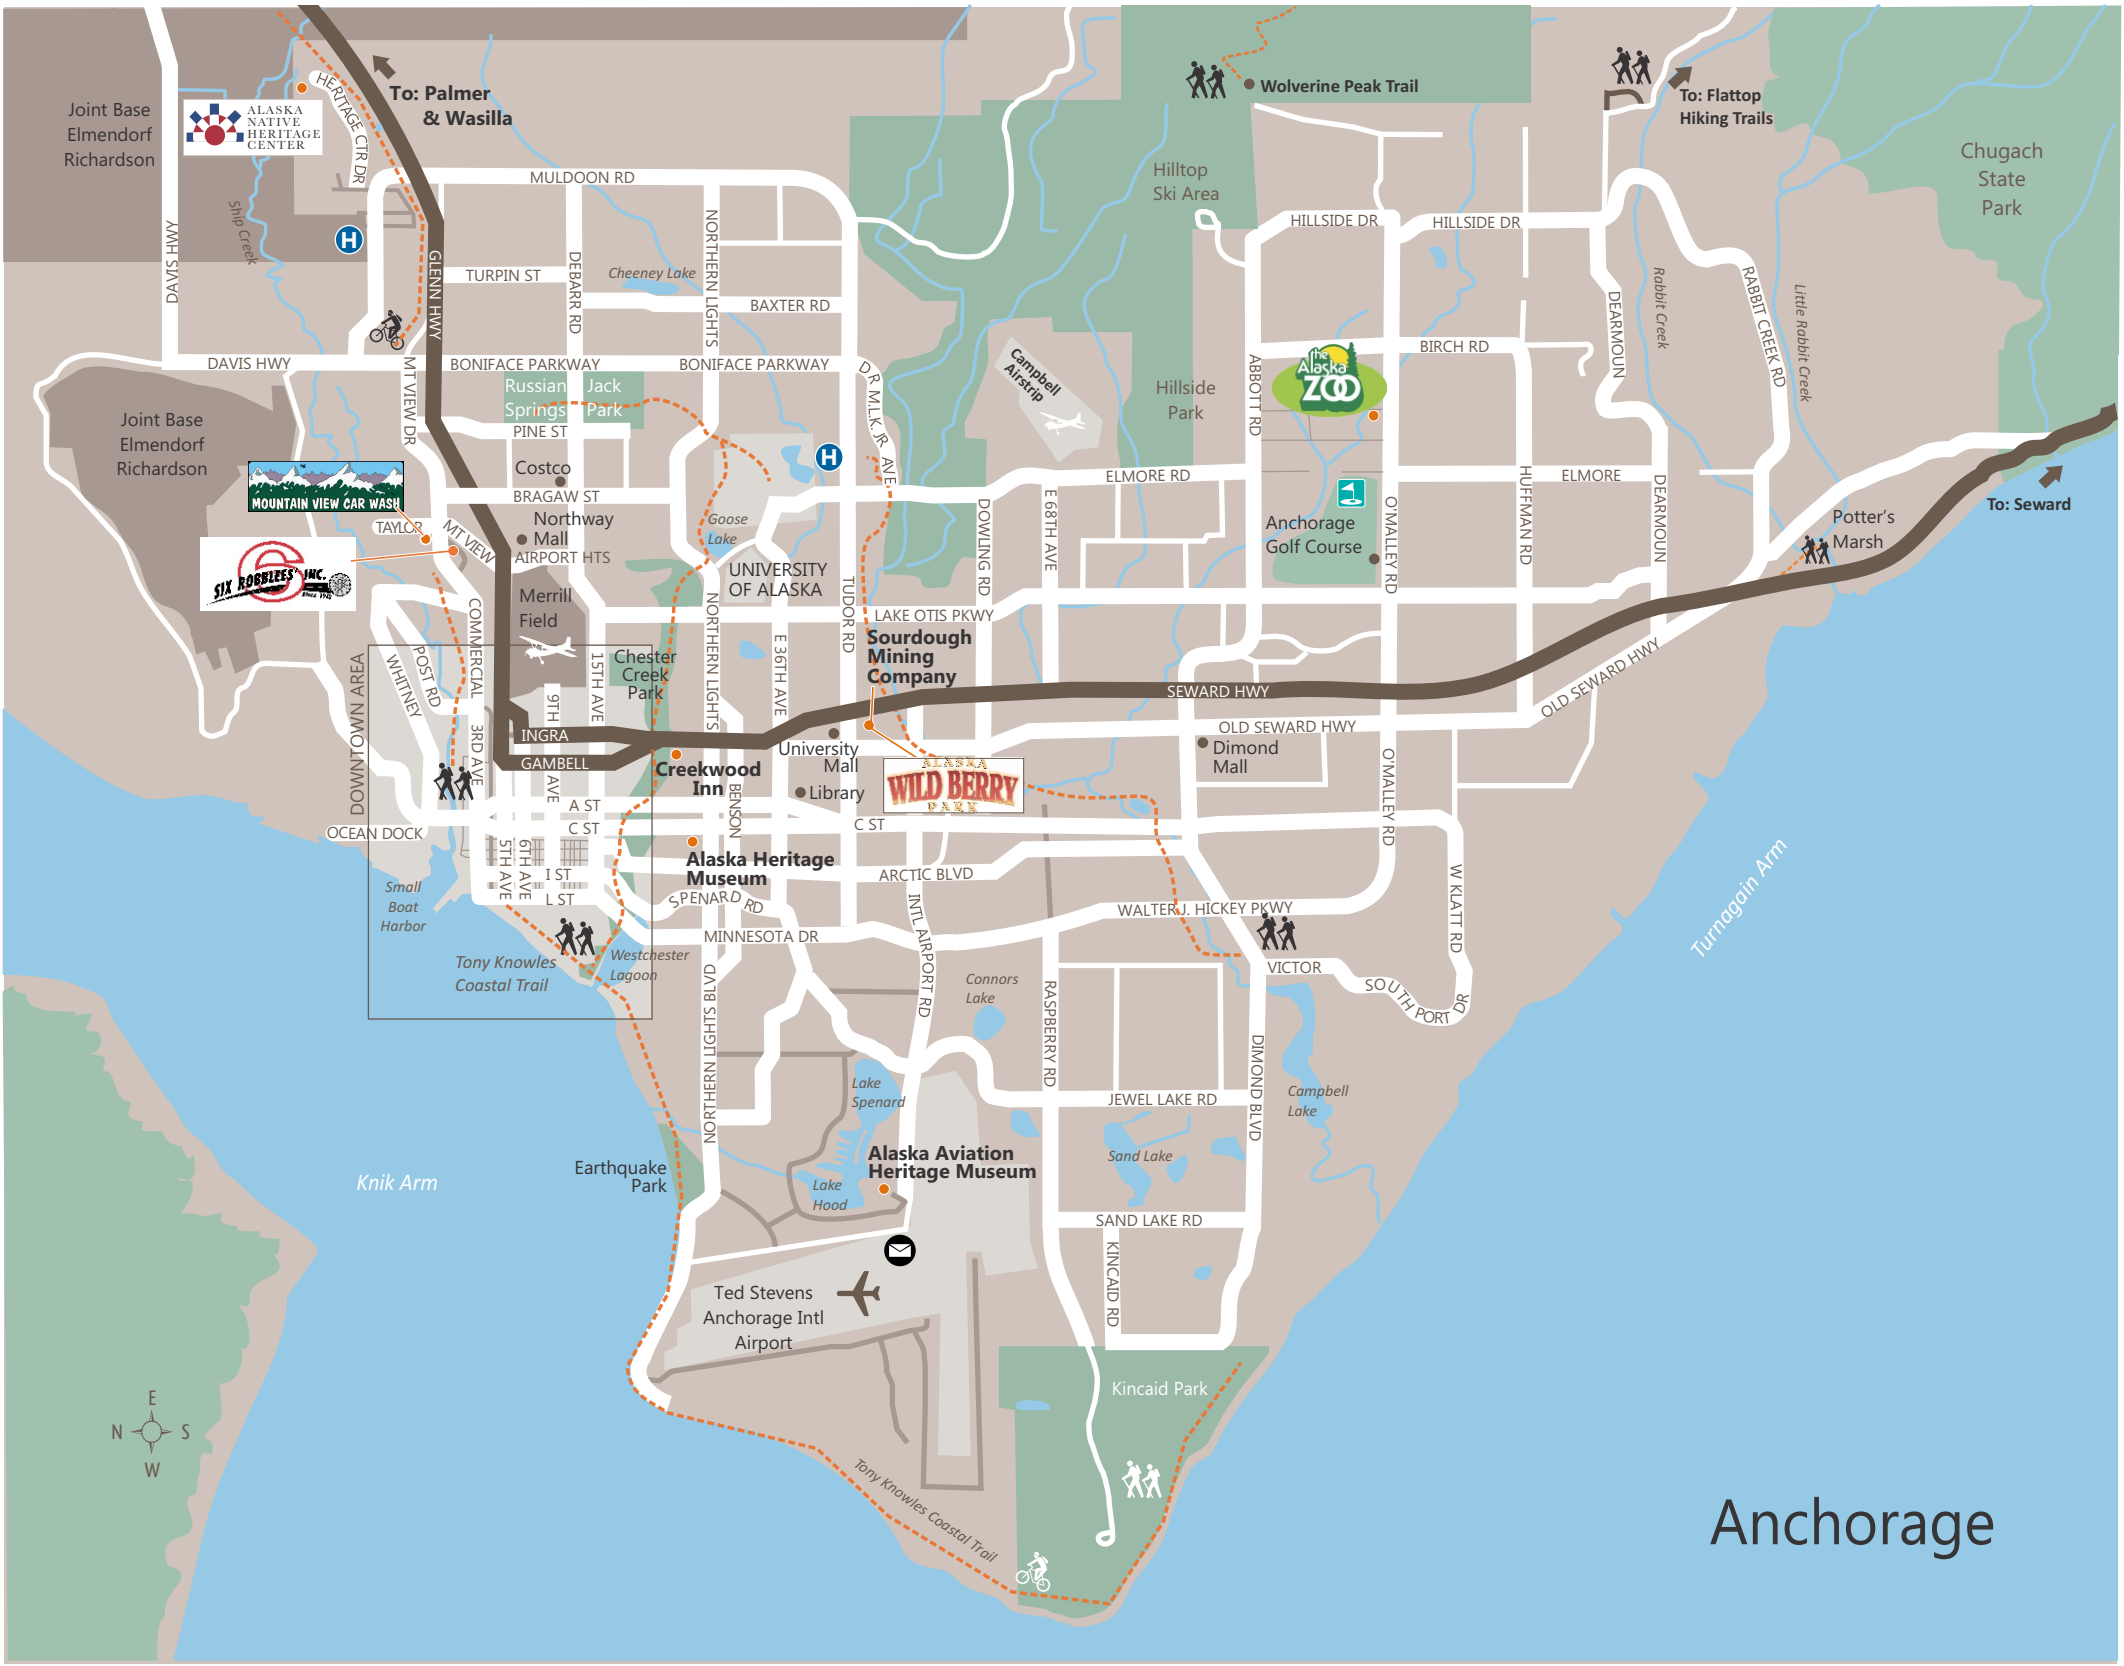 To: Palmer
& Wasilla
Wolverine Peak Trail
To: Flattop
Hiking Trails
Joint Base
Elmendorf
Richardson
ALASKA
NATIVE
HERITAGE
CENTER
HERITAGE CTR DR
Chugach
State
Park
Hilltop
Ski Area
MULDOON RD
Ship Creek
DAVIS HWY
H
GLENN HWY
TURPIN ST
DEBARR RD
Cheeney Lake
NORTHERN LIGHTS
BAXTER RD
HILLSIDE DR
HILLSIDE DR
DEARMOUN
Rabbit Creek
RABBIT CREEK RD
Little Rabbit Creek
DAVIS HWY
MT VIEW DR
BONIFACE PARKWAY
BONIFACE PARKWAY
DR M.L.K. JR AVE
Campbell
Airstrip
Hillside
Park
ABBOTT RD
the
Alaska
ZOO
BIRCH RD
Russian Jack
Springs Park
PINE ST
Joint Base
Elmendorf
Richardson
MOUNTAIN VIEW CAR WASH
Costco
BRAGAW ST
H
ELMORE RD
ELMORE
TAYLOR
MT VIEW
Northway
Mall
AIRPORT HTS
Goose
Lake
DOWLING RD
E 68TH AVE
Anchorage
Golf Course
O'MALLEY RD
HUFFMAN RD
DEARMOUN
Potter's
Marsh
To: Seward
SIX ROBBLEES' INC.
SINCE 1912
UNIVERSITY
OF ALASKA
Merrill
Field
COMMERCIAL
NORTHERN LIGHTS
TUDOR RD
LAKE OTIS PKWY
Sourdough
Mining
Company
DOWNTOWN AREA
WHITNEY
POST RD
15TH AVE
Chester
Creek
Park
E 36TH AVE
9TH
AVE
3RD AVE
INGRA
GAMBELL
SEWARD HWY
OLD SEWARD HWY
OLD SEWARD HWY
University
Mall
Dimond
Mall
Creekwood
Inn
Library
ALASKA
WILD BERRY
PARK
BENSON
A ST
C ST
C ST
OCEAN DOCK
O'MALLEY RD
5TH AVE
6TH AVE
I ST
L ST
Alaska Heritage
Museum
ARCTIC BLVD
SPENARD RD
Small
Boat
Harbor
MINNESOTA DR
INTL AIRPORT RD
WALTER J. HICKEY PKWY
W KLATT RD
Turnagain Arm
Tony Knowles
Coastal Trail
Westchester
Lagoon
VICTOR
SOUTHPORT DR
Connors
Lake
NORTHERN LIGHTS BLVD
RASPBERRY RD
DIMOND BLVD
Lake
Spenard
JEWEL LAKE RD
Campbell
Lake
Knik Arm
Earthquake
Park
Alaska Aviation
Heritage Museum
Sand Lake
Lake
Hood
SAND LAKE RD
KINCAID RD
Ted Stevens
Anchorage Intl
Airport
Kincaid Park
Tony Knowles Coastal Trail
E
N S
W
Anchorage